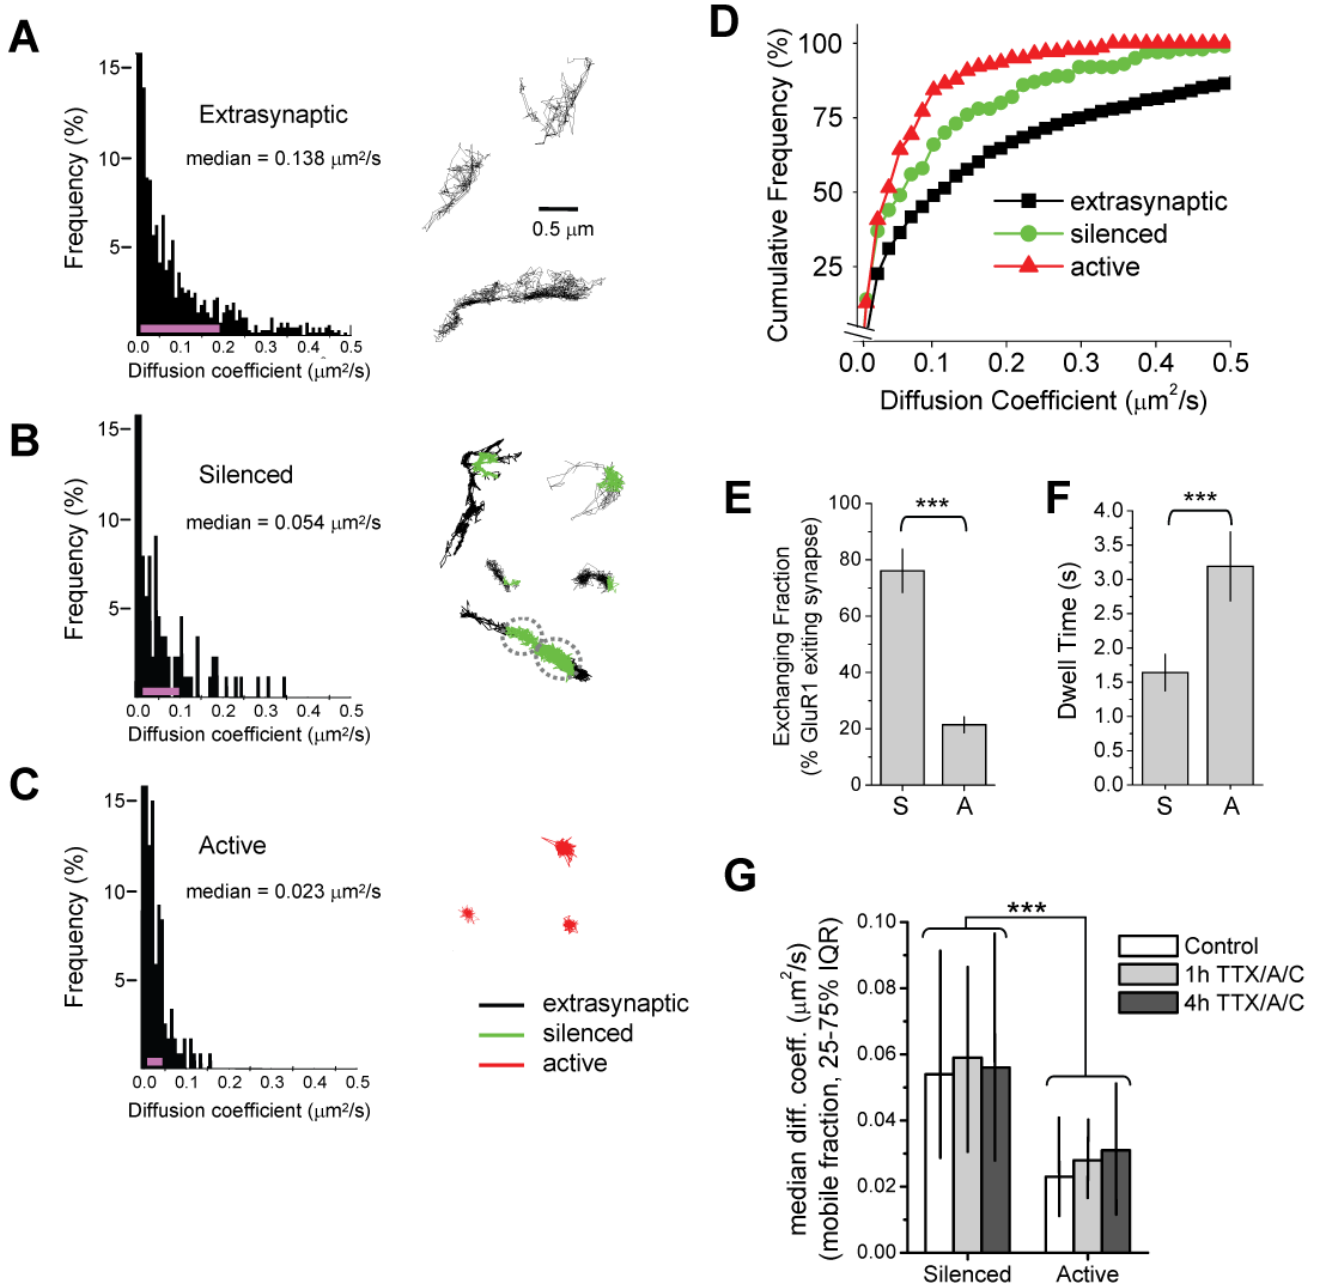 A
15
10
5
Frequency (%)
Extrasynaptic
median = 0.138 μm²/s
0.5 μm
0.0 0.1 0.2 0.3 0.4 0.5
Diffusion coefficient (μm²/s)
B
15
10
5
Frequency (%)
Silenced
median = 0.054 μm²/s
0.0 0.1 0.2 0.3 0.4 0.5
Diffusion coefficient (μm²/s)
C
15
10
5
Frequency (%)
Active
median = 0.023 μm²/s
0.0 0.1 0.2 0.3 0.4 0.5
Diffusion coefficient (μm²/s)
extrasynaptic
silenced
active
D
Cumulative Frequency (%)
100
75
50
25
extrasynaptic
silenced
active
0.0 0.1 0.2 0.3 0.4 0.5
Diffusion Coefficient (μm²/s)
E
Exchanging Fraction
(% GluR1 exiting synapse)
100
80
60
40
20
0
***
S A
F
Dwell Time (s)
4.0
3.5
3.0
2.5
2.0
1.5
1.0
0.5
0.0
***
S A
G
median diff. coeff. (μm²/s)
(mobile fraction, 25-75% IQR)
0.10
0.08
0.06
0.04
0.02
0.00
***
Control
1h TTX/A/C
4h TTX/A/C
Silenced Active